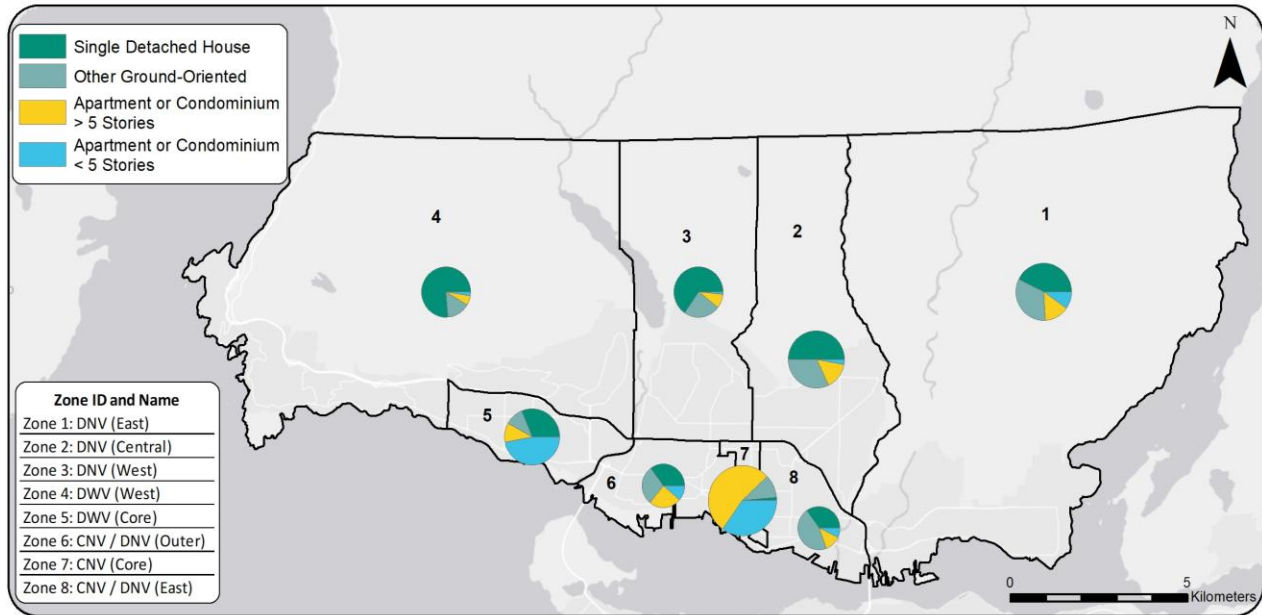 Single Detached House
Other Ground-Oriented
Apartment or Condominium
> 5 Stories
Apartment or Condominium
< 5 Stories
N
4
3
2
1
5
6
7
8
Zone ID and Name
Zone 1: DNV (East)
Zone 2: DNV (Central)
Zone 3: DNV (West)
Zone 4: DWV (West)
Zone 5: DWV (Core)
Zone 6: CNV / DNV (Outer)
Zone 7: CNV (Core)
Zone 8: CNV / DNV (East)
0 5
Kilometers